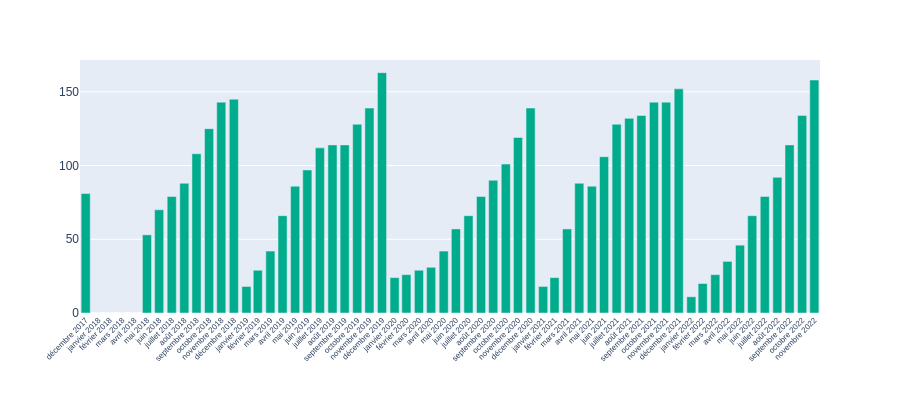 150
100
50
0
décembre 2017
janvier 2018
février 2018
mars 2018
avril 2018
mai 2018
juin 2018
juillet 2018
août 2018
septembre 2018
octobre 2018
novembre 2018
décembre 2018
janvier 2019
février 2019
mars 2019
avril 2019
mai 2019
juin 2019
juillet 2019
août 2019
septembre 2019
octobre 2019
novembre 2019
décembre 2019
janvier 2020
février 2020
mars 2020
avril 2020
mai 2020
juin 2020
juillet 2020
août 2020
septembre 2020
octobre 2020
novembre 2020
décembre 2020
janvier 2021
février 2021
mars 2021
avril 2021
mai 2021
juin 2021
juillet 2021
août 2021
septembre 2021
octobre 2021
novembre 2021
décembre 2021
janvier 2022
février 2022
mars 2022
avril 2022
mai 2022
juin 2022
juillet 2022
août 2022
septembre 2022
octobre 2022
novembre 2022